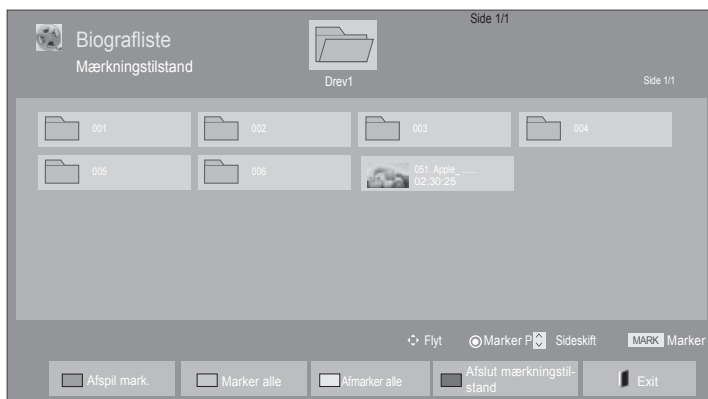 Side 1/1
Biografliste
Mærkningstilstand
Drev1
Side 1/1
001
002
003
004
005
006
051. Apple_ ......
02:30:25
Flyt
Marker
P
Sideskift
MARK Marker
Afspil mark.
Marker alle
Afmarker alle
Afslut mærkningstil-
stand
Exit